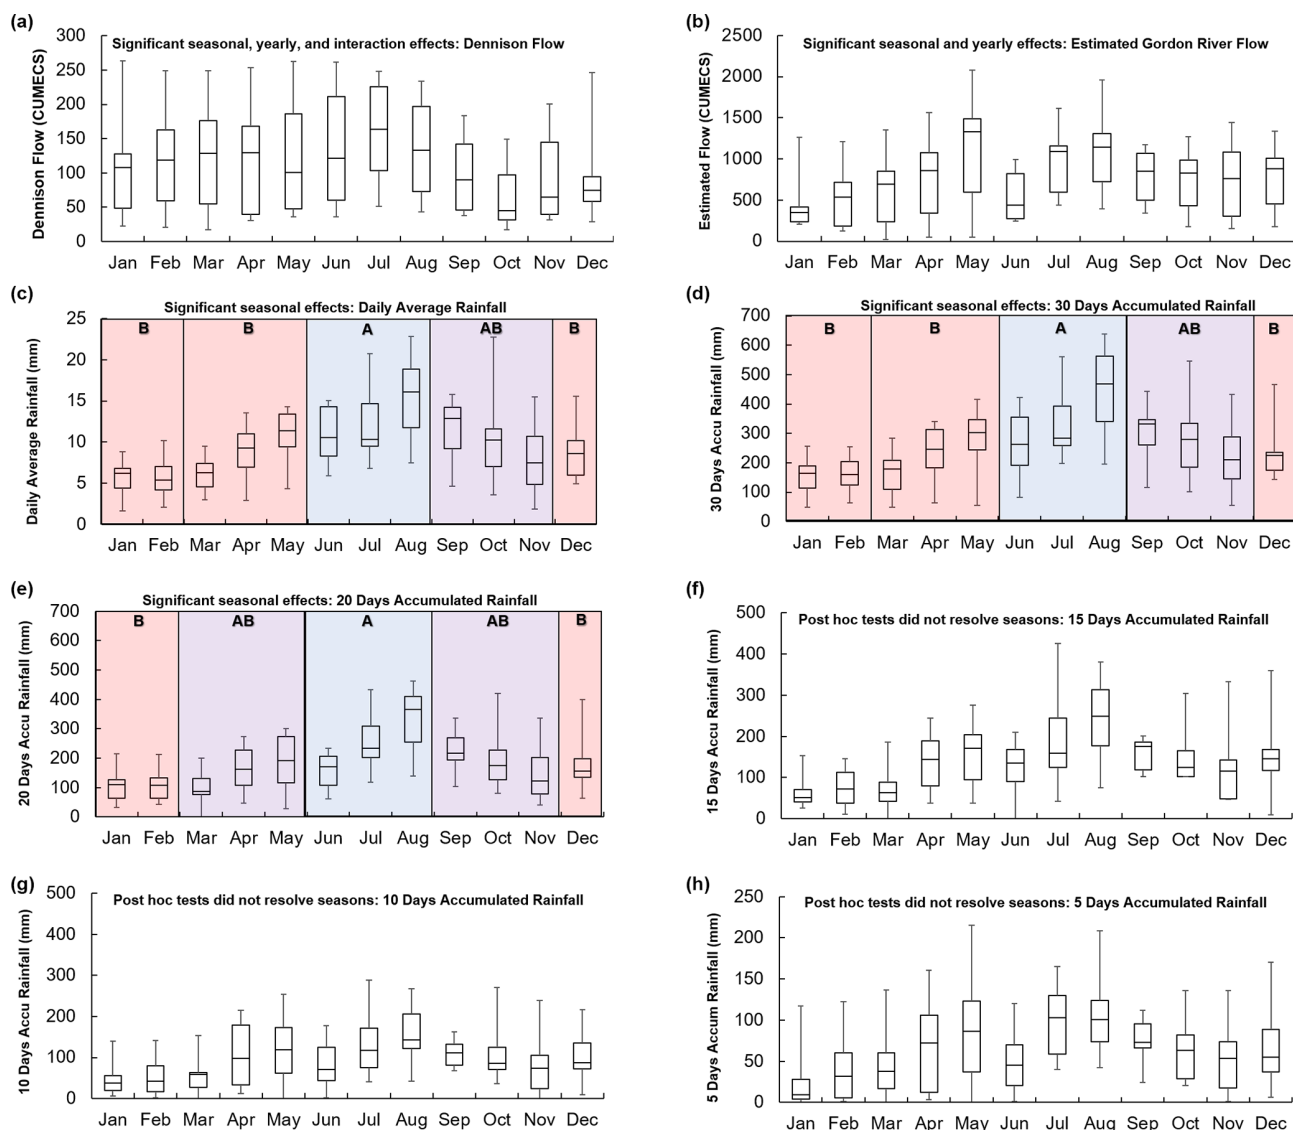 (a)
Significant seasonal, yearly, and interaction effects: Dennison Flow
Dennison Flow (CUMECS)
300
250
200
150
100
50
0
Jan Feb Mar Apr May Jun Jul Aug Sep Oct Nov Dec
(b)
Significant seasonal and yearly effects: Estimated Gordon River Flow
Estimated Flow (CUMECS)
2500
2000
1500
1000
500
0
Jan Feb Mar Apr May Jun Jul Aug Sep Oct Nov Dec
(c)
Significant seasonal effects: Daily Average Rainfall
Daily Average Rainfall (mm)
25
20
15
10
5
0
B B A AB B
Jan Feb Mar Apr May Jun Jul Aug Sep Oct Nov Dec
(d)
Significant seasonal effects: 30 Days Accumulated Rainfall
30 Days Accu Rainfall (mm)
700
600
500
400
300
200
100
0
B B A AB B
Jan Feb Mar Apr May Jun Jul Aug Sep Oct Nov Dec
(e)
Significant seasonal effects: 20 Days Accumulated Rainfall
20 Days Accu Rainfall (mm)
700
600
500
400
300
200
100
0
B AB A AB B
Jan Feb Mar Apr May Jun Jul Aug Sep Oct Nov Dec
(f)
Post hoc tests did not resolve seasons: 15 Days Accumulated Rainfall
15 Days Accu Rainfall (mm)
500
400
300
200
100
0
Jan Feb Mar Apr May Jun Jul Aug Sep Oct Nov Dec
(g)
Post hoc tests did not resolve seasons: 10 Days Accumulated Rainfall
10 Days Accu Rainfall (mm)
500
400
300
200
100
0
Jan Feb Mar Apr May Jun Jul Aug Sep Oct Nov Dec
(h)
Post hoc tests did not resolve seasons: 5 Days Accumulated Rainfall
5 Days Accum Rainfall (mm)
250
200
150
100
50
0
Jan Feb Mar Apr May Jun Jul Aug Sep Oct Nov Dec